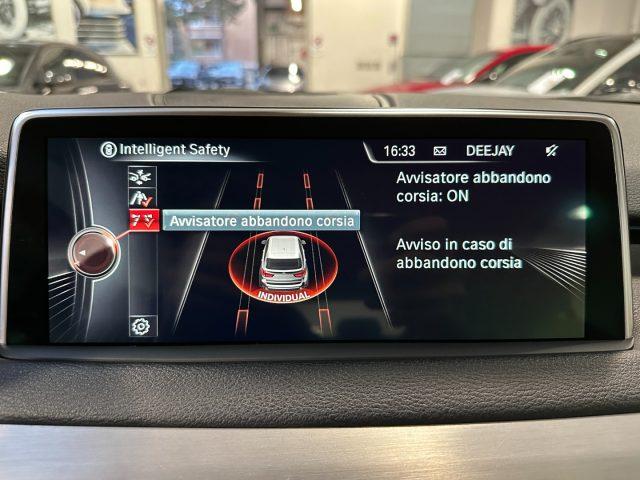 Intelligent Safety
16:33 DEEJAY
Avvisatore abbandono corsia
Avvisatore abbandono
corsia: ON
Avviso in caso di
abbandono corsia
INDIVIDUAL